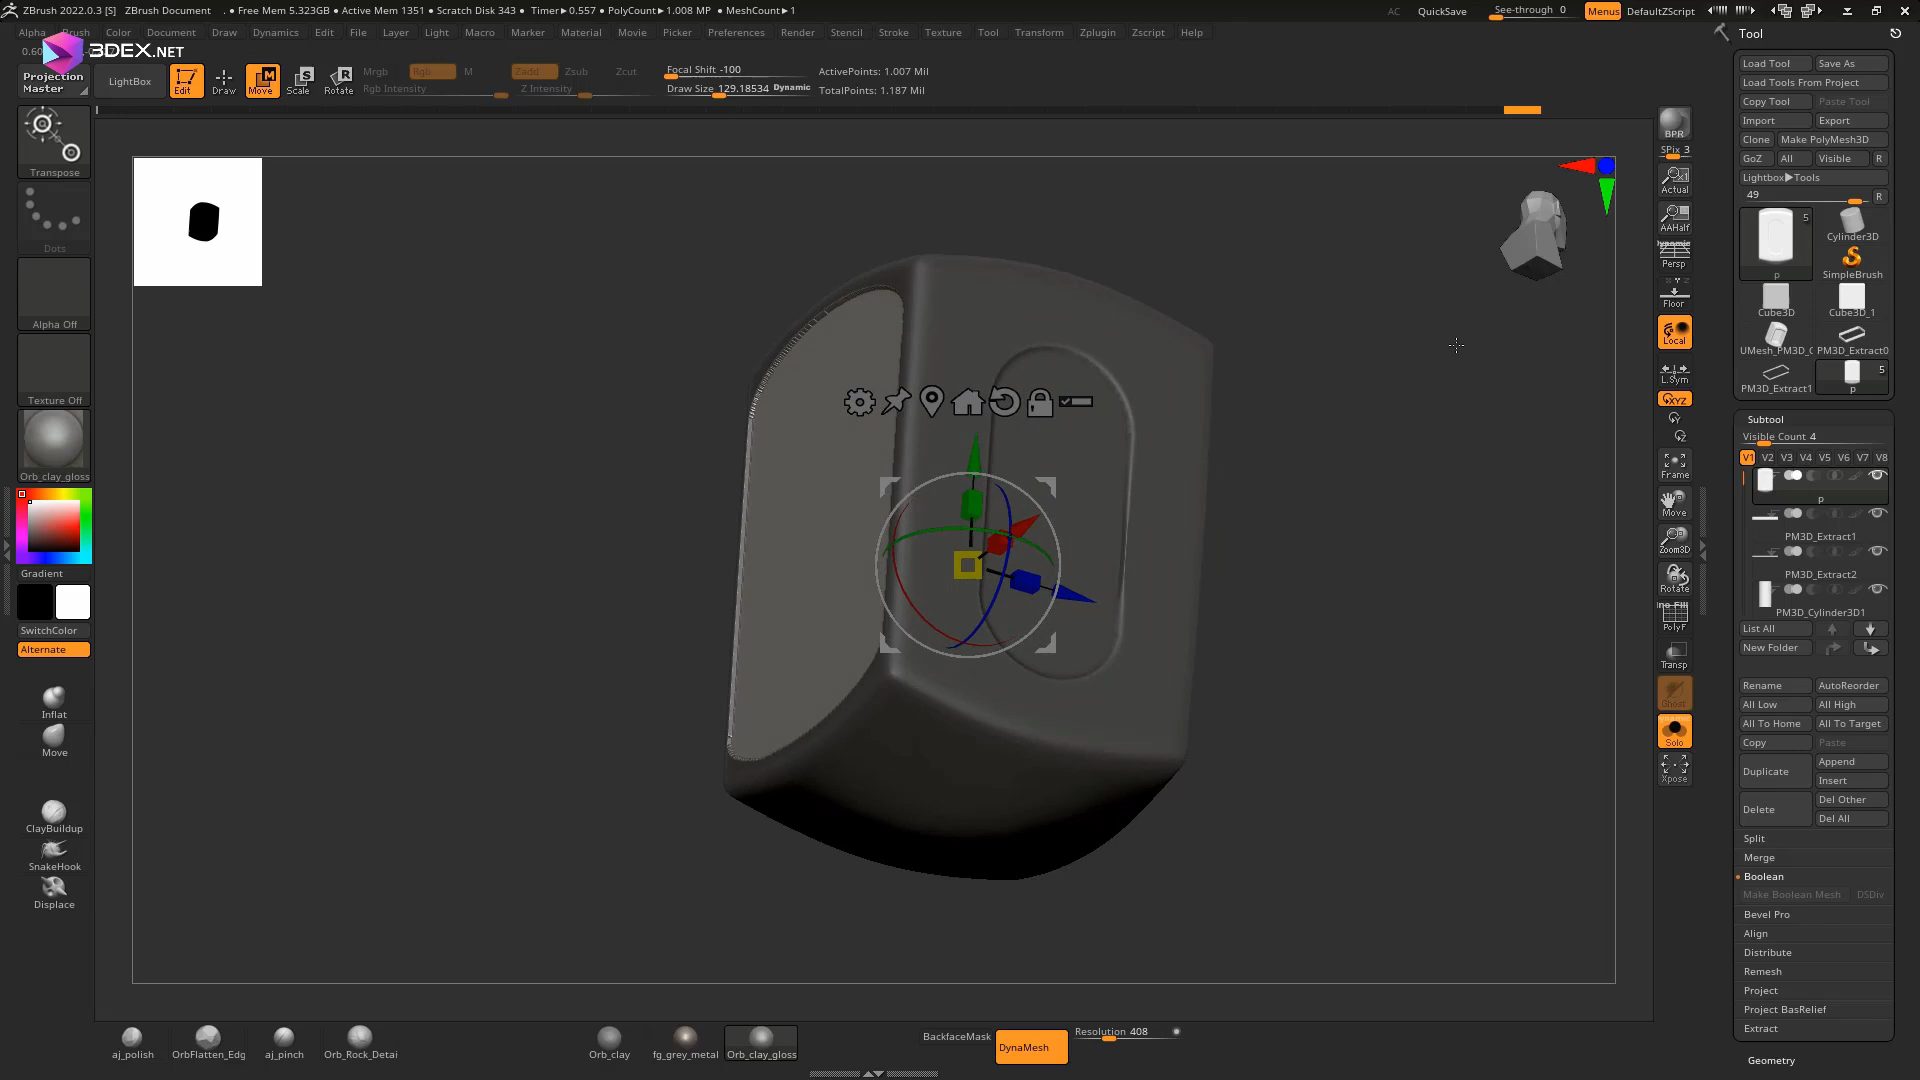 ZBrush 2022.0.3 [S] ZBrush Document . • Free Mem 5.323GB • Active Mem 1351 • Scratch Disk 343 • Timer▶0.557 • PolyCount▶1.008 MP • MeshCount▶1 AC QuickSave See-through 0 Menus DefaultZScript
Alpha Brush Color Document Draw Dynamics Edit File Layer Light Macro Marker Material Movie Picker Preferences Render Stencil Stroke Texture Tool Transform Zplugin Zscript Help
3DEX.NET
Projection Master
LightBox
Edit
Draw
Move
Scale
Rotate
Mrgb
Rgb
M
Rgb Intensity
Zadd
Zsub
Zcut
Z Intensity
Focal Shift -100
Draw Size 129.18534 Dynamic
ActivePoints: 1.007 Mil
TotalPoints: 1.187 Mil
Transpose
Dots
Alpha Off
Texture Off
Orb_clay_gloss
Gradient
SwitchColor
Alternate
Inflat
Move
ClayBuildup
SnakeHook
Displace
BPR
SPix 3
Actual
AAHalf
Dynamic
Persp
Floor
Local
L.Sym
XYZ
Frame
Move
Zoom3D
Rotate
PolyF
Transp
Ghost
Dynamic
Solo
Xpose
Tool
Load Tool
Save As
Load Tools From Project
Copy Tool
Paste Tool
Import
Export
Clone
Make PolyMesh3D
GoZ
All
Visible
R
Lightbox▶Tools
49
R
5
p
Cylinder3D
SimpleBrush
Cube3D
Cube3D_1
UMesh_PM3D_C
PM3D_Extract0
PM3D_Extract1
5
p
Subtool
Visible Count 4
V1 V2 V3 V4 V5 V6 V7 V8
p
PM3D_Extract1
PM3D_Extract2
PM3D_Cylinder3D1
List All
New Folder
Rename
AutoReorder
All Low
All High
All To Home
All To Target
Copy
Paste
Duplicate
Append
Insert
Delete
Del Other
Del All
Split
Merge
Boolean
Make Boolean Mesh
DSDiv
Bevel Pro
Align
Distribute
Remesh
Project
Project BasRelief
Extract
Geometry
aj_polish
OrbFlatten_Edg
aj_pinch
Orb_Rock_Detai
Orb_clay
fg_grey_metal
Orb_clay_gloss
BackfaceMask
DynaMesh
Resolution 408